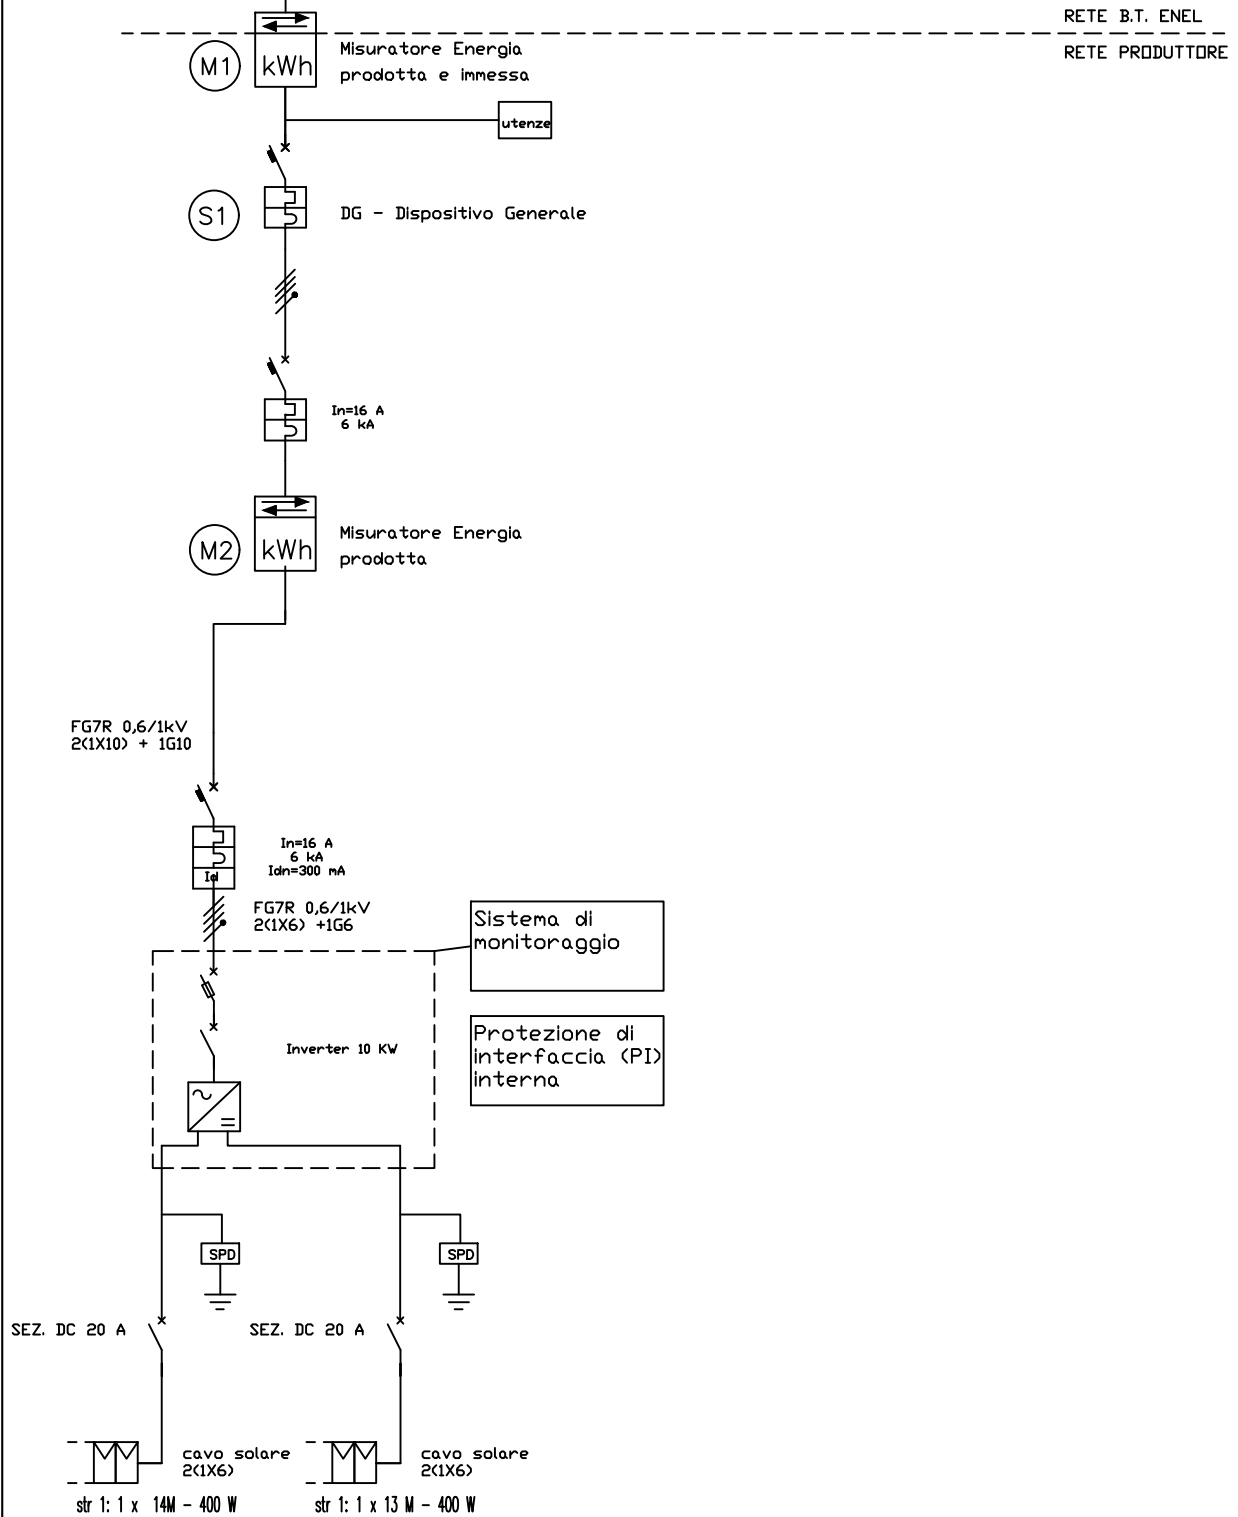 RETE B.T. ENEL
RETE PRODUTTORE
M1
kWh
Misuratore Energia
prodotta e immessa
utenze
S1
DG - Dispositivo Generale
In=16 A
6 kA
M2
kWh
Misuratore Energia
prodotta
FG7R 0,6/1kV
2(1X10) + 1G10
In=16 A
6 kA
Idn=300 mA
Id
FG7R 0,6/1kV
2(1X6) +1G6
Sistema di
monitoraggio
Inverter 10 KW
Protezione di
interfaccia (PI)
interna
SPD
SPD
SEZ. DC 20 A
SEZ. DC 20 A
cavo solare
2(1X6)
cavo solare
2(1X6)
str 1: 1 x 14M - 400 W
str 1: 1 x 13 M - 400 W